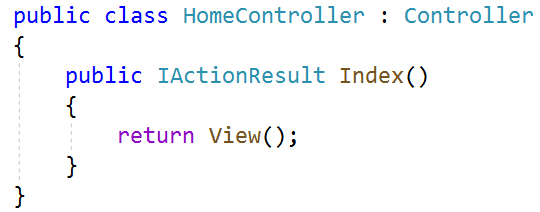 public class HomeController : Controller
{
    public IActionResult Index()
    {
        return View();
    }
}